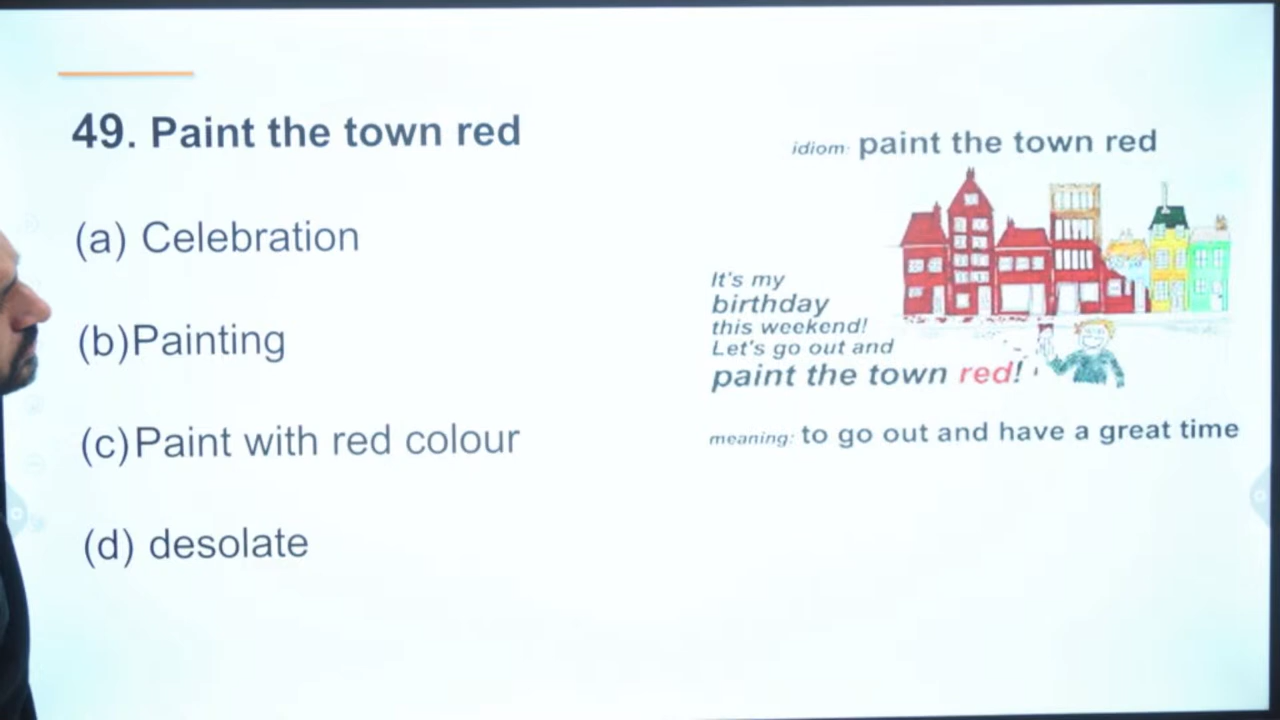 49. Paint the town red
(a) Celebration
(b)Painting
(c)Paint with red colour
(d) desolate
idiom: paint the town red
It's my
birthday
this weekend!
Let's go out and
paint the town red!
meaning: to go out and have a great time